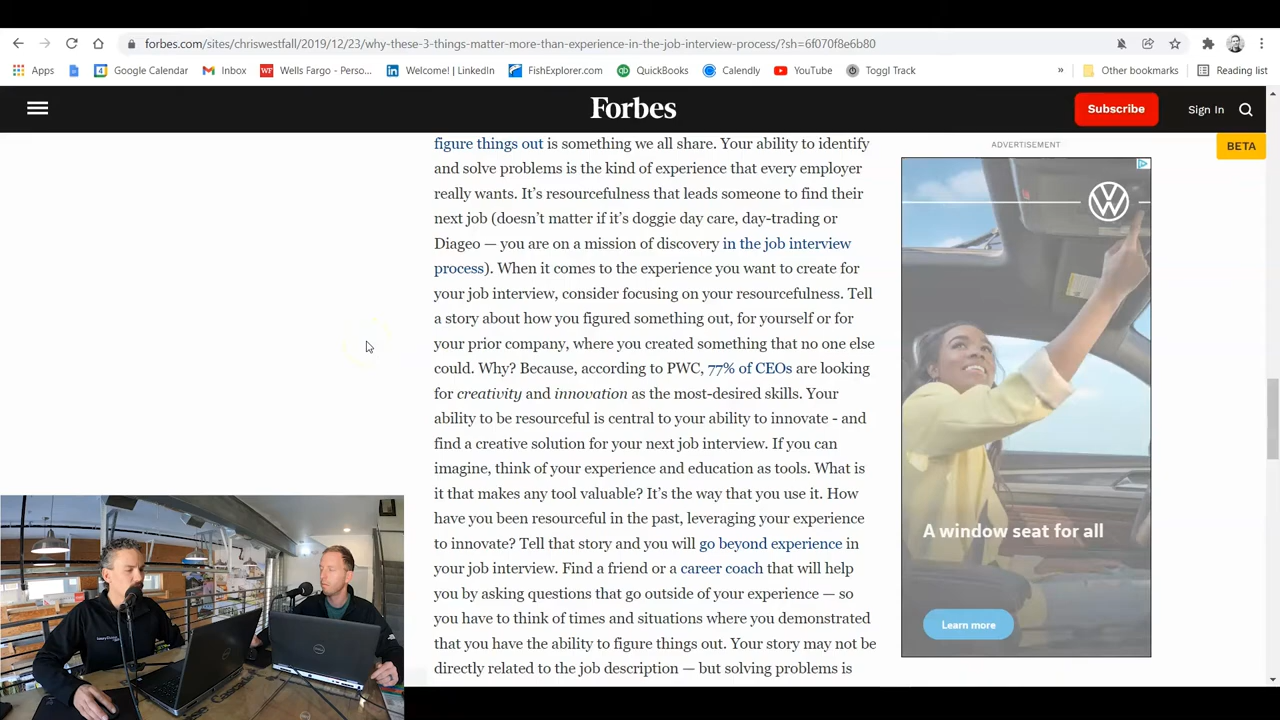 forbes.com/sites/chriswestfall/2019/12/23/why-these-3-things-matter-more-than-experience-in-the-job-interview-process/?sh=6f070f8e6b80
Apps
4 Google Calendar
Inbox
WF Wells Fargo - Perso...
in Welcome! | LinkedIn
FishExplorer.com
qb QuickBooks
Calendly
YouTube
Toggl Track
»
Other bookmarks
Reading list
Forbes
Subscribe
Sign In
BETA
figure things out is something we all share. Your ability to identify
and solve problems is the kind of experience that every employer
really wants. It’s resourcefulness that leads someone to find their
next job (doesn’t matter if it’s doggie day care, day-trading or
Diageo — you are on a mission of discovery in the job interview
process). When it comes to the experience you want to create for
your job interview, consider focusing on your resourcefulness. Tell
a story about how you figured something out, for yourself or for
your prior company, where you created something that no one else
could. Why? Because, according to PWC, 77% of CEOs are looking
for creativity and innovation as the most-desired skills. Your
ability to be resourceful is central to your ability to innovate - and
find a creative solution for your next job interview. If you can
imagine, think of your experience and education as tools. What is
it that makes any tool valuable? It’s the way that you use it. How
have you been resourceful in the past, leveraging your experience
to innovate? Tell that story and you will go beyond experience in
your job interview. Find a friend or a career coach that will help
you by asking questions that go outside of your experience — so
you have to think of times and situations where you demonstrated
that you have the ability to figure things out. Your story may not be
directly related to the job description — but solving problems is
ADVERTISEMENT
VW
A window seat for all
Learn more